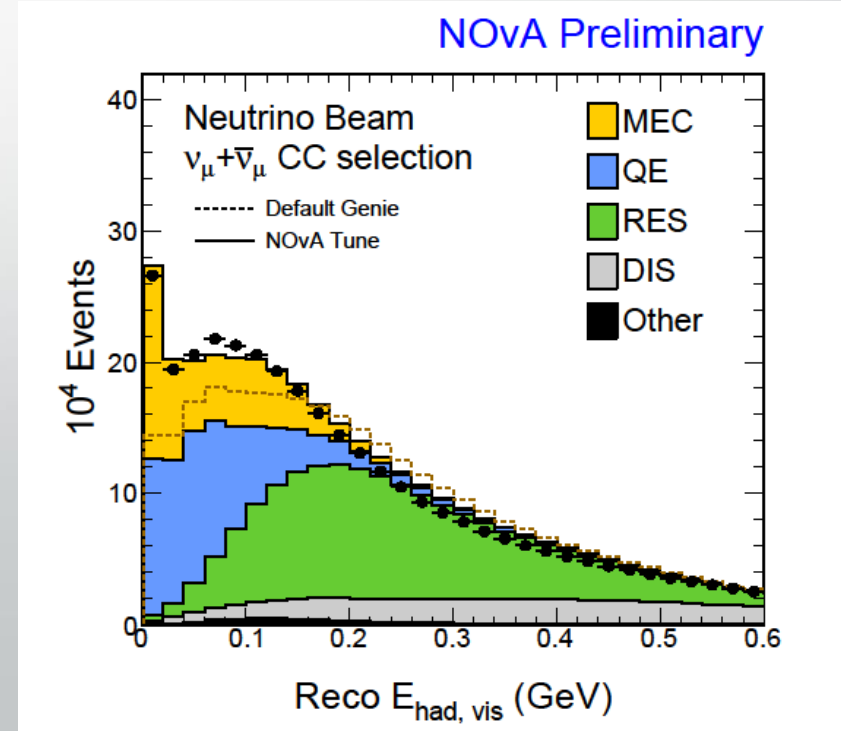 NOvA Preliminary
40
30
20
10
0
10⁴ Events
Neutrino Beam
νμ+ν̅μ CC selection
Default Genie
NOvA Tune
MEC
QE
RES
DIS
Other
0 0.1 0.2 0.3 0.4 0.5 0.6
Reco E had, vis (GeV)